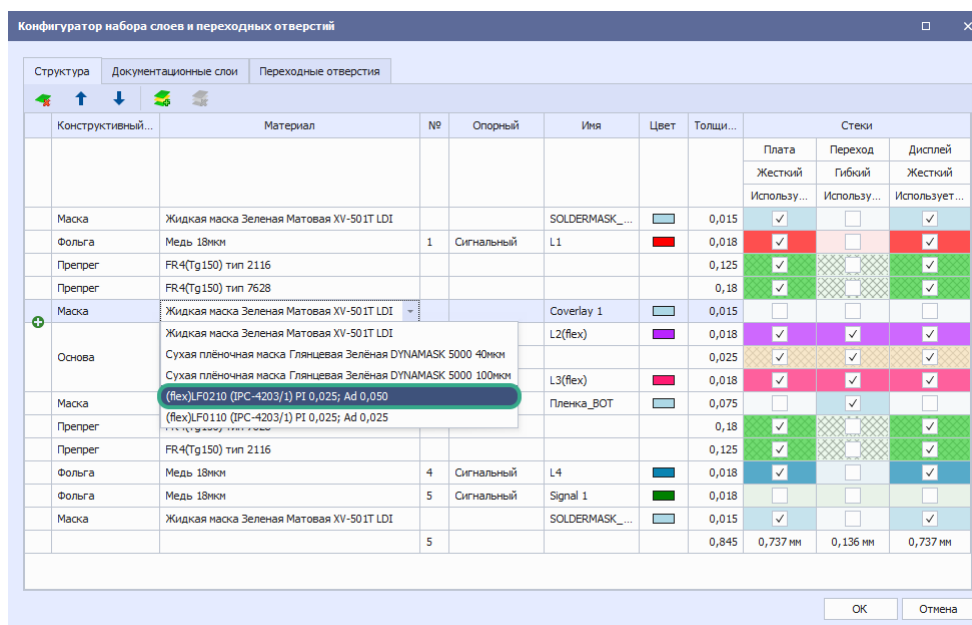 Конфигуратор набора слоев и переходных отверстий
Структура Документационные слои Переходные отверстия
Конструктивный... Материал № Опорный Имя Цвет Толщи... Стеки
Плата Переход Дисплей
Жесткий Гибкий Жесткий
Использу... Использу... Использует...
Маска Жидкая маска Зеленая Матовая XV-501T LDI SOLDERMASK_... 0,015
Фольга Медь 18мкм 1 Сигнальный L1 0,018
Препрег FR4(Tg150) тип 2116 0,125
Препрег FR4(Tg150) тип 7628 0,18
Маска Жидкая маска Зеленая Матовая XV-501T LDI Coverlay 1 0,015
Жидкая маска Зеленая Матовая XV-501T LDI L2(flex) 0,018
Основа Сухая плёночная маска Глянцевая Зелёная DYNAMASK 5000 40мкм 0,025
Сухая плёночная маска Глянцевая Зелёная DYNAMASK 5000 100мкм L3(flex) 0,018
Маска (flex)LF0210 (IPC-4203/1) PI 0,025; Ad 0,050 Пленка_BOT 0,075
(flex)LF0110 (IPC-4203/1) PI 0,025; Ad 0,025
Препрег 0,18
Препрег FR4(Tg150) тип 2116 0,125
Фольга Медь 18мкм 4 Сигнальный L4 0,018
Фольга Медь 18мкм 5 Сигнальный Signal 1 0,018
Маска Жидкая маска Зеленая Матовая XV-501T LDI SOLDERMASK_... 0,015
5 0,845 0,737 мм 0,136 мм 0,737 мм
OK Отмена